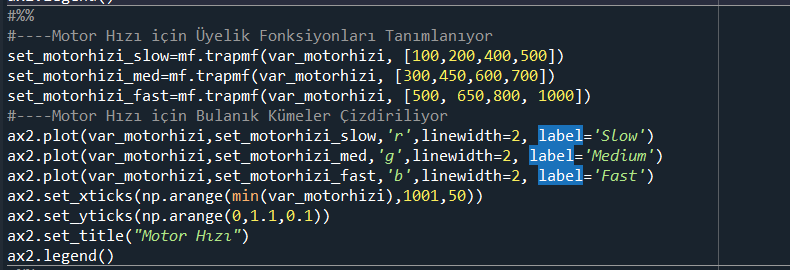 #%%
#----Motor Hızı için Üyelik Fonksiyonları Tanımlanıyor
set_motorhizi_slow=mf.trapmf(var_motorhizi, [100,200,400,500])
set_motorhizi_med=mf.trapmf(var_motorhizi, [300,450,600,700])
set_motorhizi_fast=mf.trapmf(var_motorhizi, [500, 650,800, 1000])
#----Motor Hızı için Bulanık Kümeler Çizdiriliyor
ax2.plot(var_motorhizi,set_motorhizi_slow,'r',linewidth=2, label='Slow')
ax2.plot(var_motorhizi,set_motorhizi_med,'g',linewidth=2, label='Medium')
ax2.plot(var_motorhizi,set_motorhizi_fast,'b',linewidth=2, label='Fast')
ax2.set_xticks(np.arange(min(var_motorhizi),1001,50))
ax2.set_yticks(np.arange(0,1.1,0.1))
ax2.set_title("Motor Hızı")
ax2.legend()